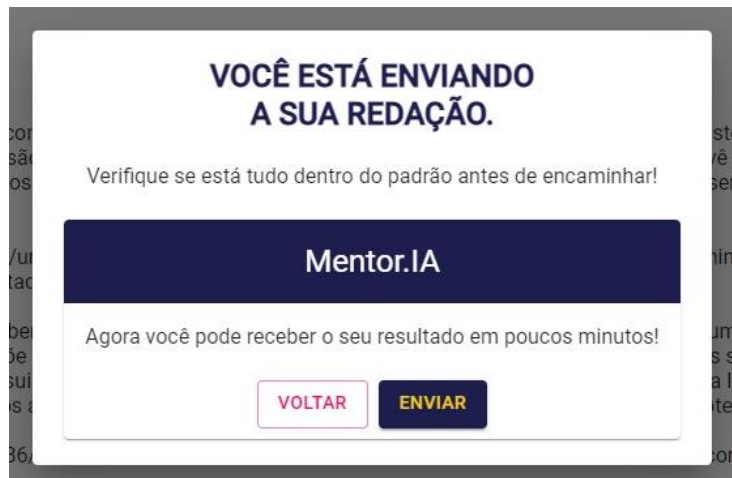 VOCÊ ESTÁ ENVIANDO
A SUA REDAÇÃO.
Verifique se está tudo dentro do padrão antes de encaminhar!
Mentor.IA
Agora você pode receber o seu resultado em poucos minutos!
VOLTAR ENVIAR